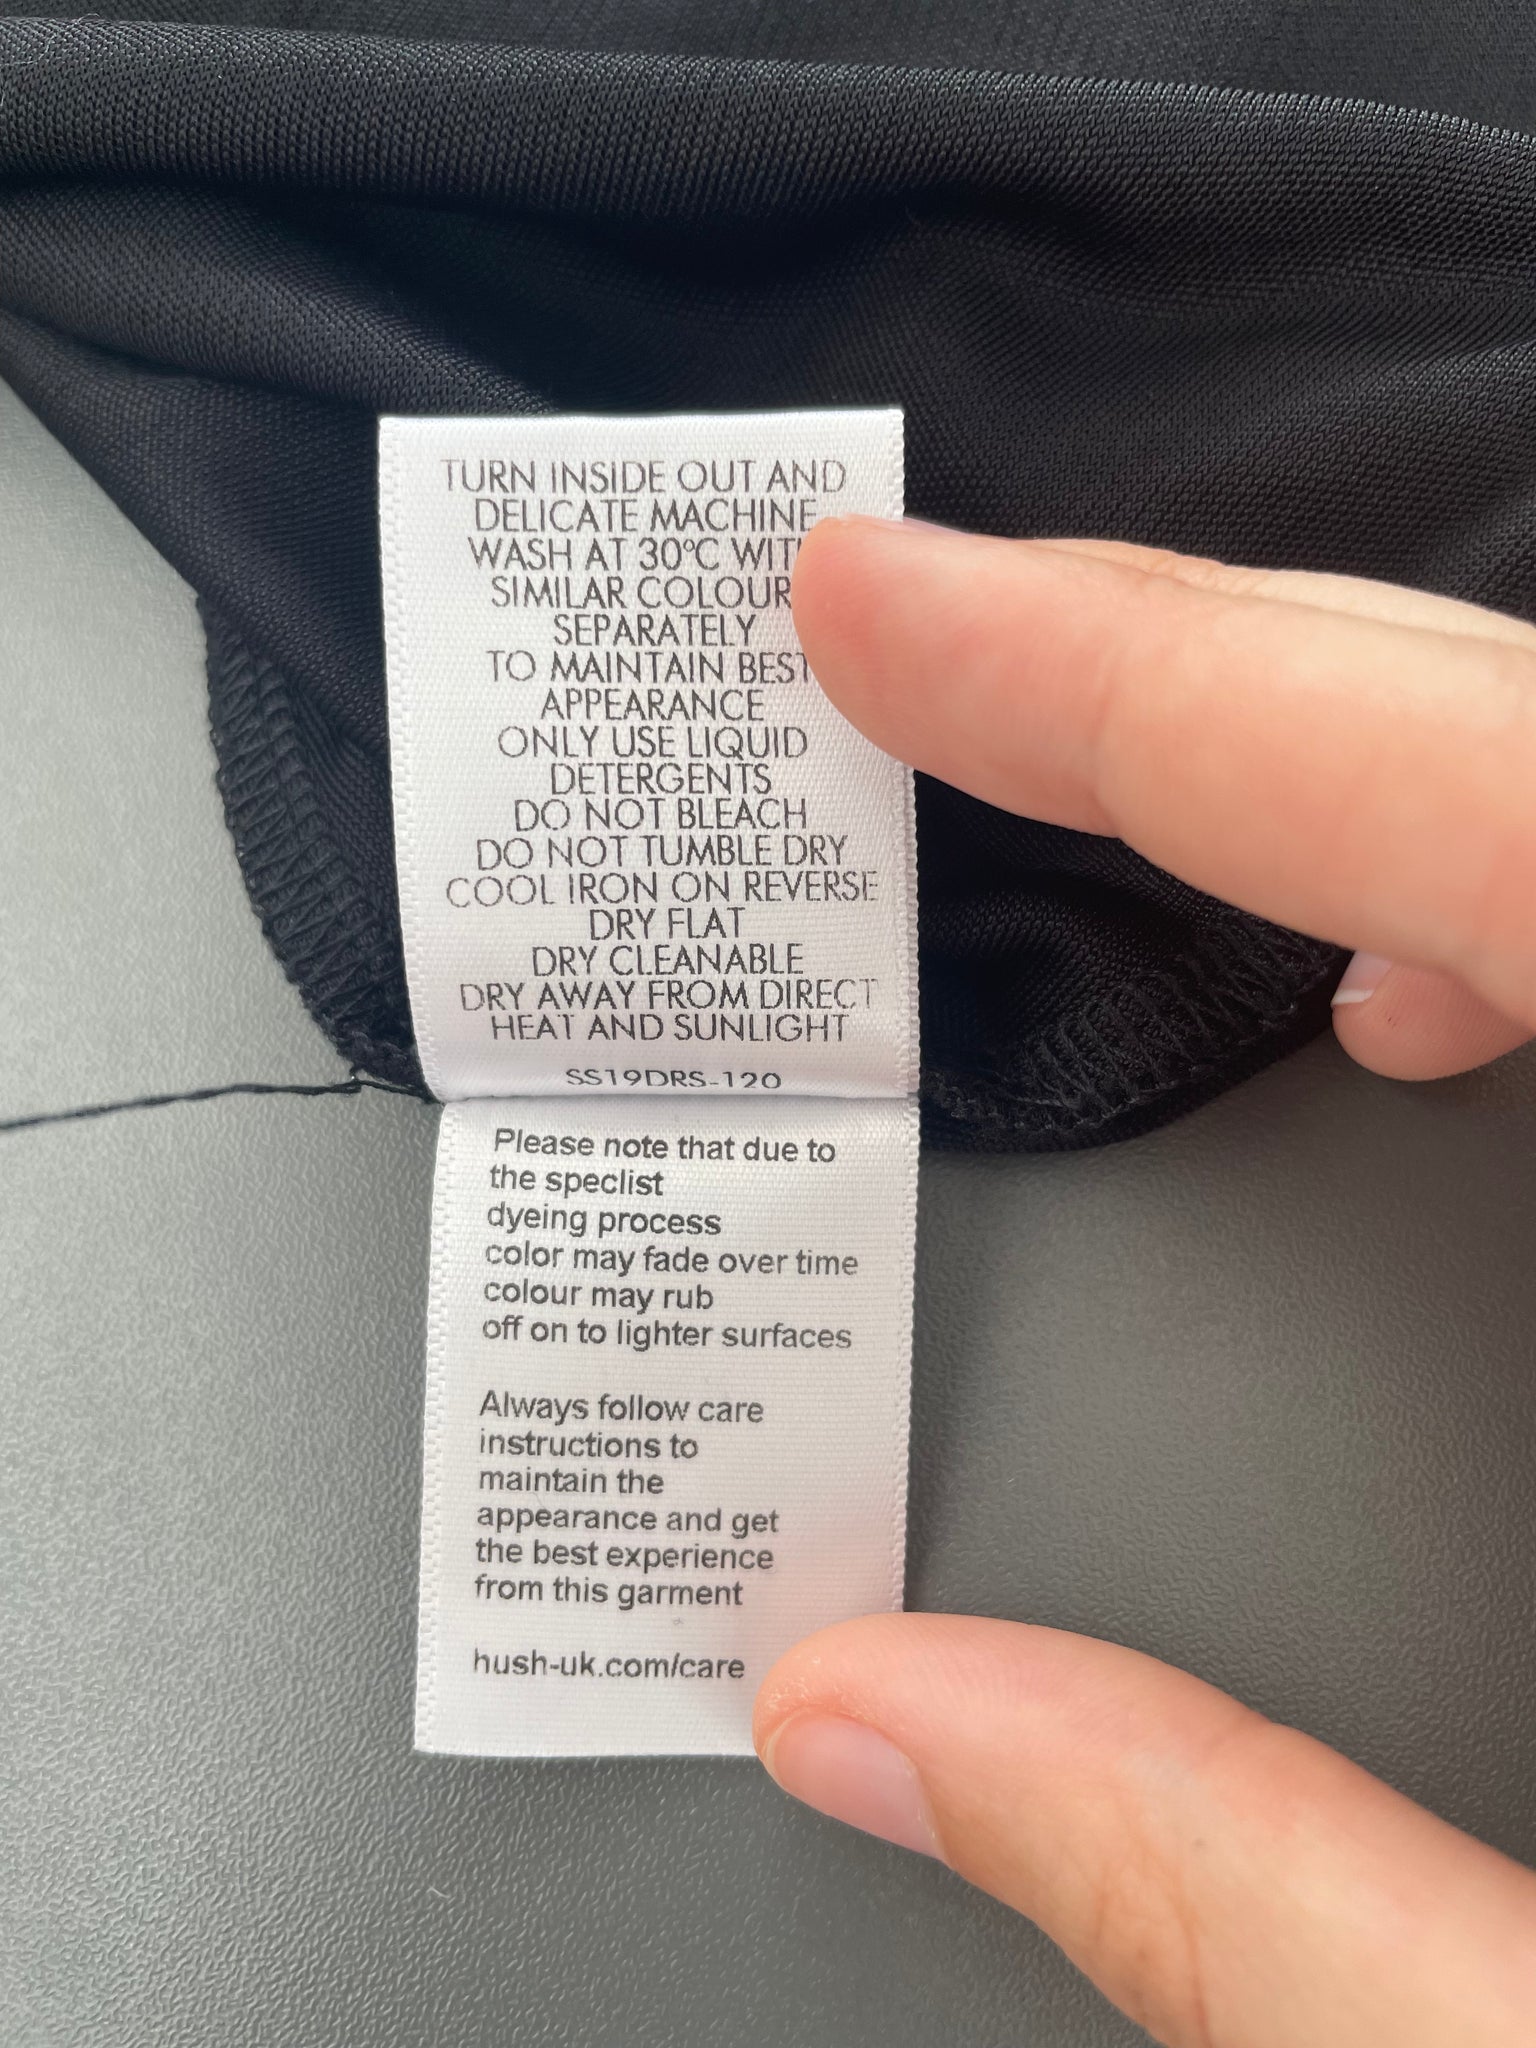 TURN INSIDE OUT AND
DELICATE MACHINE
WASH AT 30°C WITH
SIMILAR COLOUR
SEPARATELY
TO MAINTAIN BEST
APPEARANCE
ONLY USE LIQUID
DETERGENTS
DO NOT BLEACH
DO NOT TUMBLE DRY
COOL IRON ON REVERSE
DRY FLAT
DRY CLEANABLE
DRY AWAY FROM DIRECT
HEAT AND SUNLIGHT
SS19DRS-120
Please note that due to
the speclist
dyeing process
color may fade over time
colour may rub
off on to lighter surfaces
Always follow care
instructions to
maintain the
appearance and get
the best experience
from this garment
hush-uk.com/care